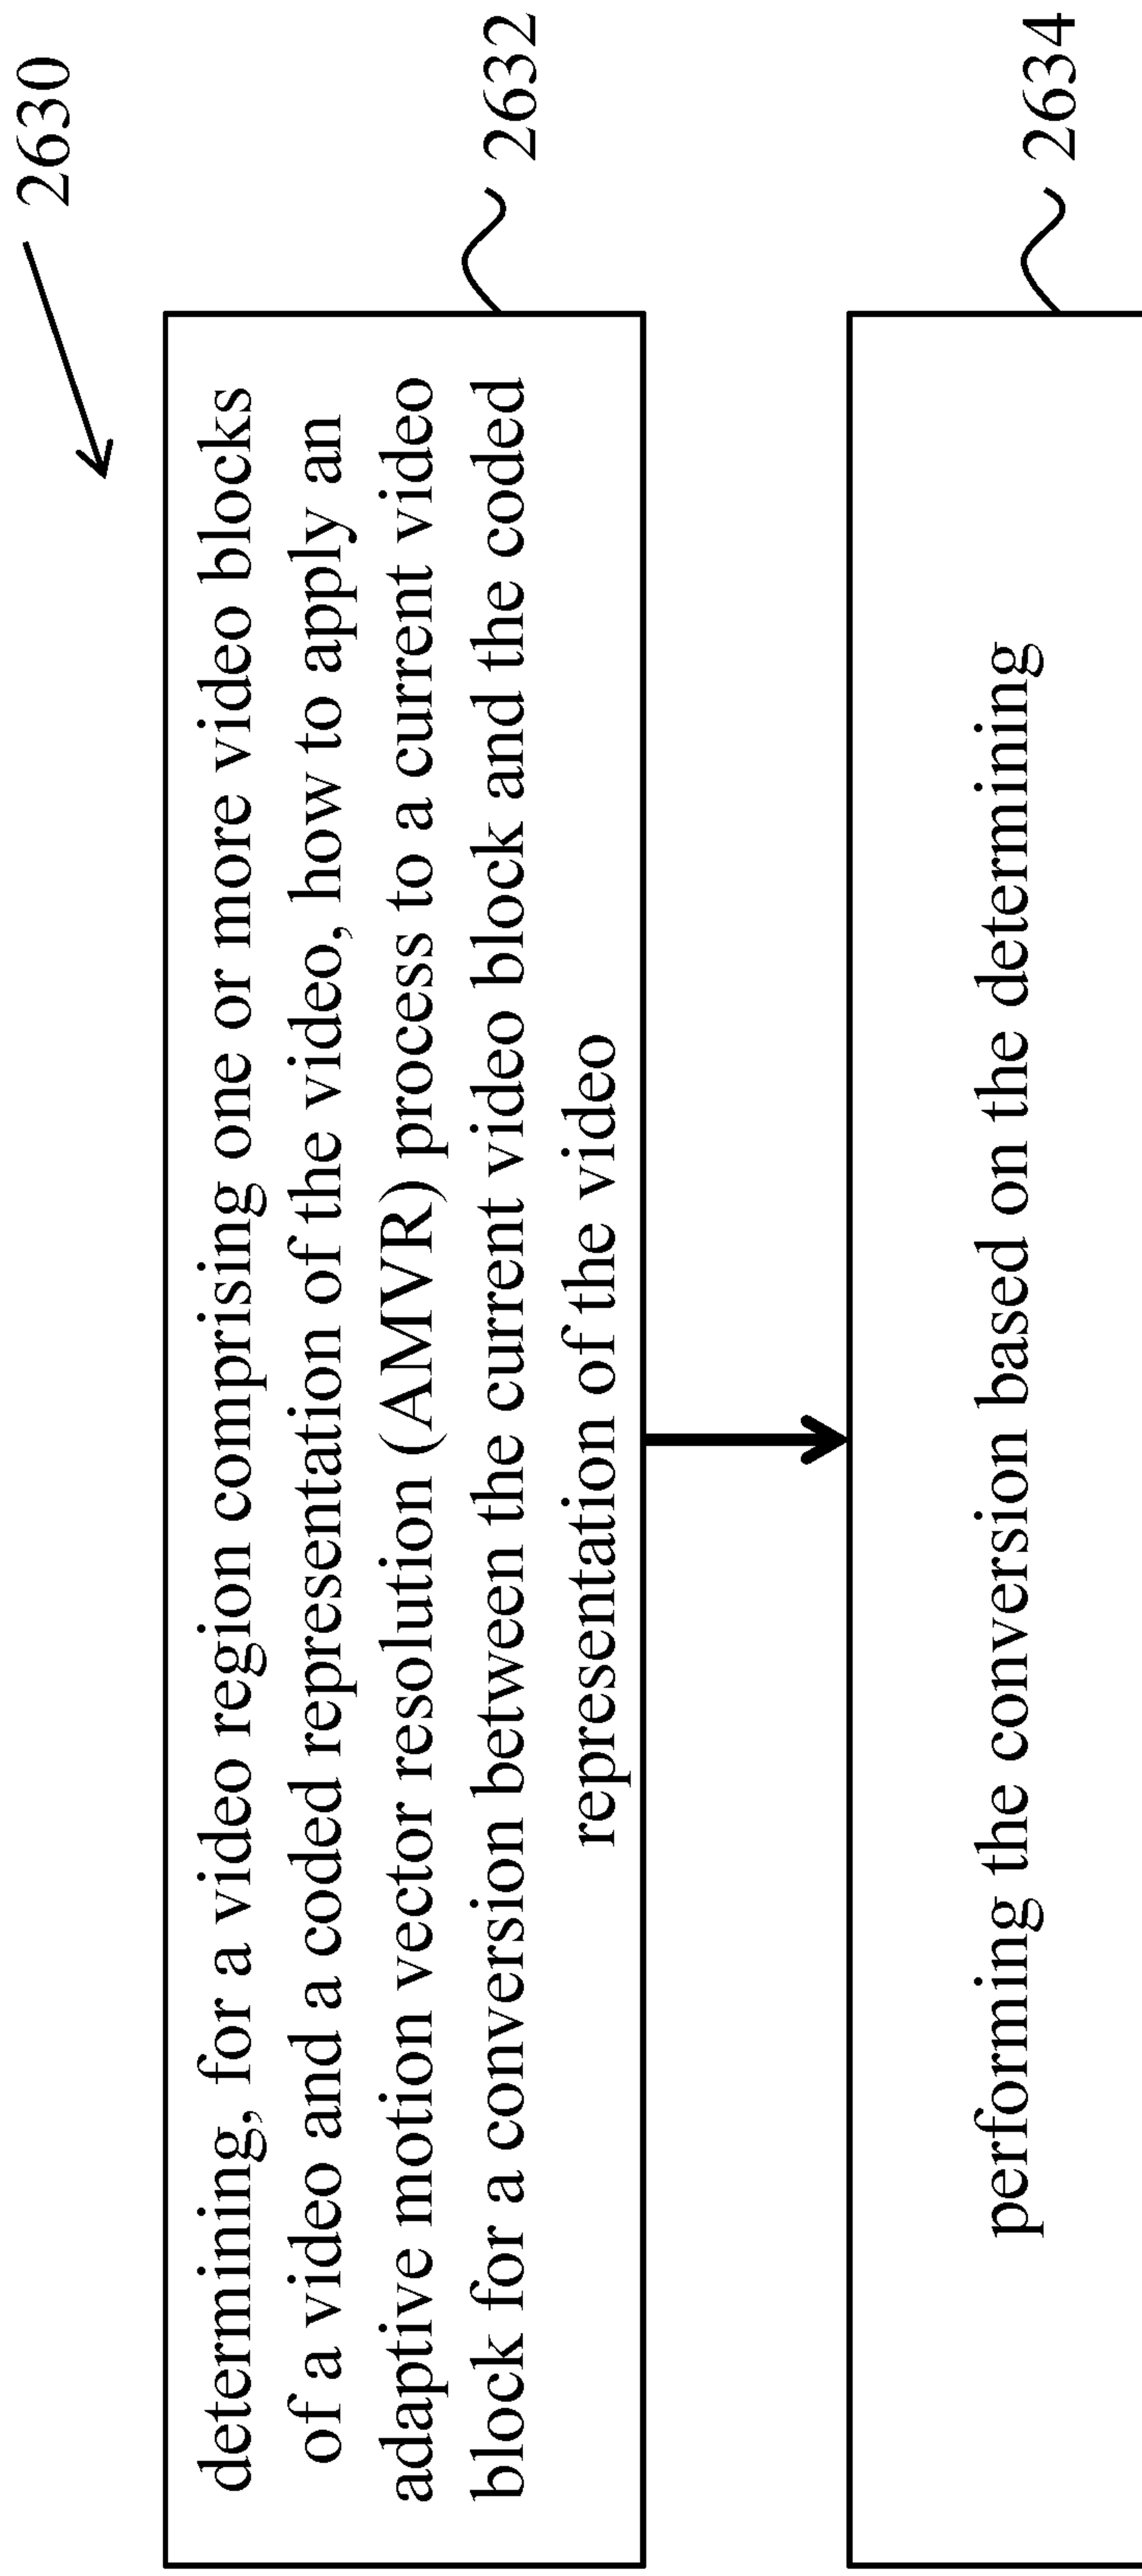 2630
determining, for a video region comprising one or more video blocks
of a video and a coded representation of the video, how to apply an
adaptive motion vector resolution (AMVR) process to a current video
block for a conversion between the current video block and the coded
representation of the video
2632
performing the conversion based on the determining
2634